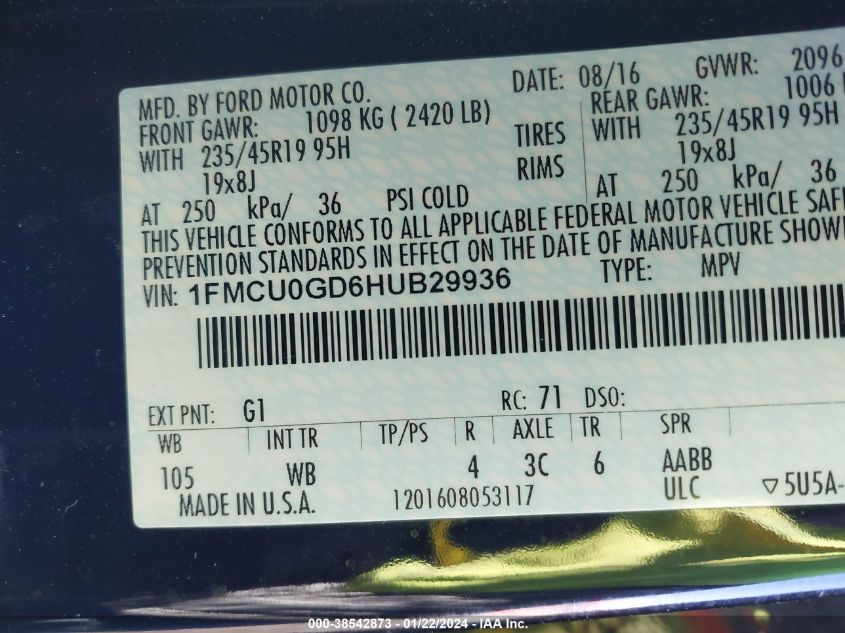 MFD. BY FORD MOTOR CO.
DATE: 08/16 GVWR: 2096
FRONT GAWR: 1098 KG ( 2420 LB)
REAR GAWR: 1006
WITH 235/45R19 95H TIRES WITH 235/45R19 95H
19x8J RIMS 19x8J
AT 250 kPa/ 36 PSI COLD AT 250 kPa/ 36
THIS VEHICLE CONFORMS TO ALL APPLICABLE FEDERAL MOTOR VEHICLE SAF
PREVENTION STANDARDS IN EFFECT ON THE DATE OF MANUFACTURE SHOW
VIN: 1FMCU0GD6HUB29936 TYPE: MPV
EXT PNT: G1 RC: 71 DSO:
WB INT TR TP/PS R AXLE TR SPR
105 WB 4 3C 6 AABB
MADE IN U.S.A. 1201608053117 ULC ▽5U5A-
000-38542873 - 01/22/2024 - IAA Inc.